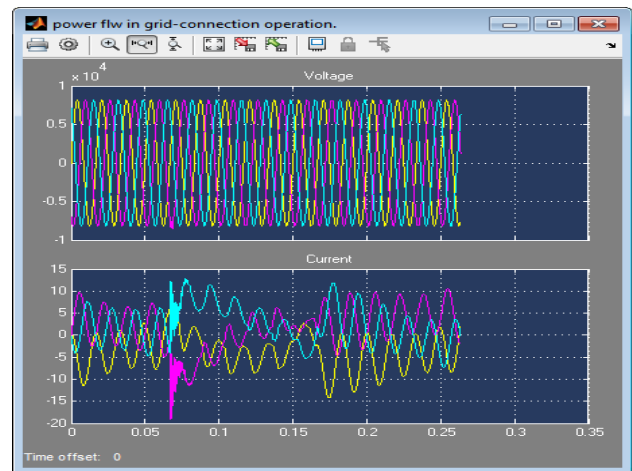 power flw in grid-connection operation.
x 10^4
Voltage
1
0.5
0
-0.5
-1
Current
15
10
5
0
-5
-10
-15
-20
0 0.05 0.1 0.15 0.2 0.25 0.3 0.35
Time offset: 0